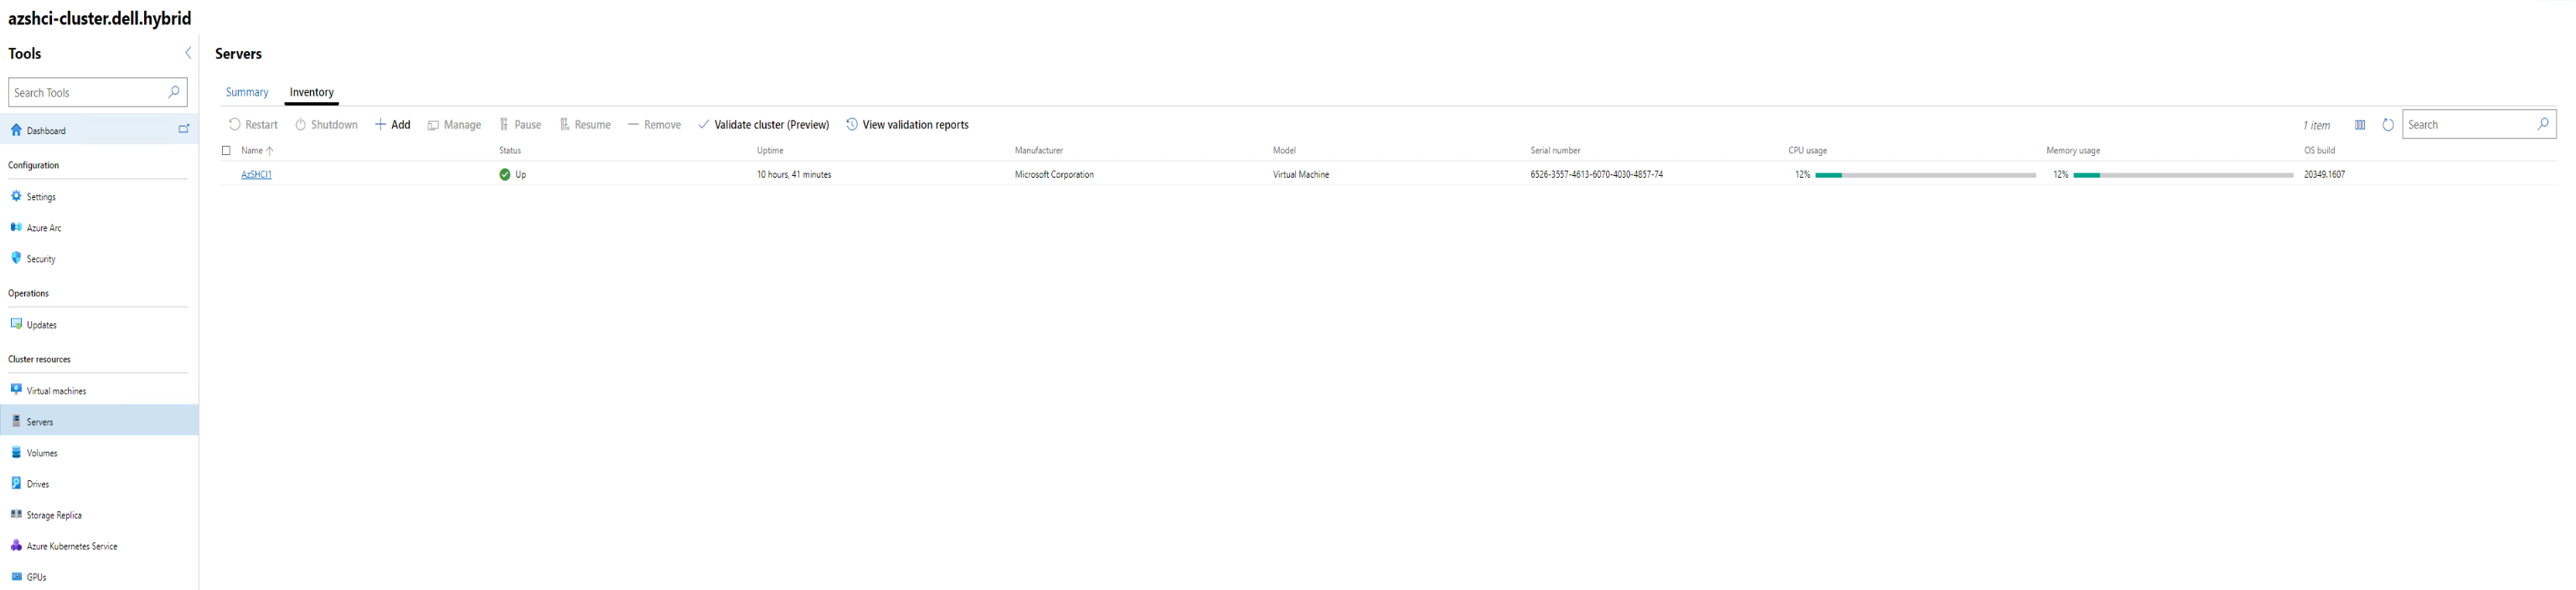 azshci-cluster.dell.hybrid
Tools
Search Tools
Dashboard
Configuration
Settings
Azure Arc
Security
Operations
Updates
Cluster resources
Virtual machines
Servers
Volumes
Drives
Storage Replica
Azure Kubernetes Service
GPUs
Servers
Summary Inventory
Restart Shutdown Add Manage Pause Resume Remove Validate cluster (Preview) View validation reports 1 item Search
Name Status Uptime Manufacturer Model Serial number CPU usage Memory usage OS build
AzSHCI1 Up 10 hours, 41 minutes Microsoft Corporation Virtual Machine 6526-3557-4613-6070-4030-4857-74 12% 12% 20349.1607